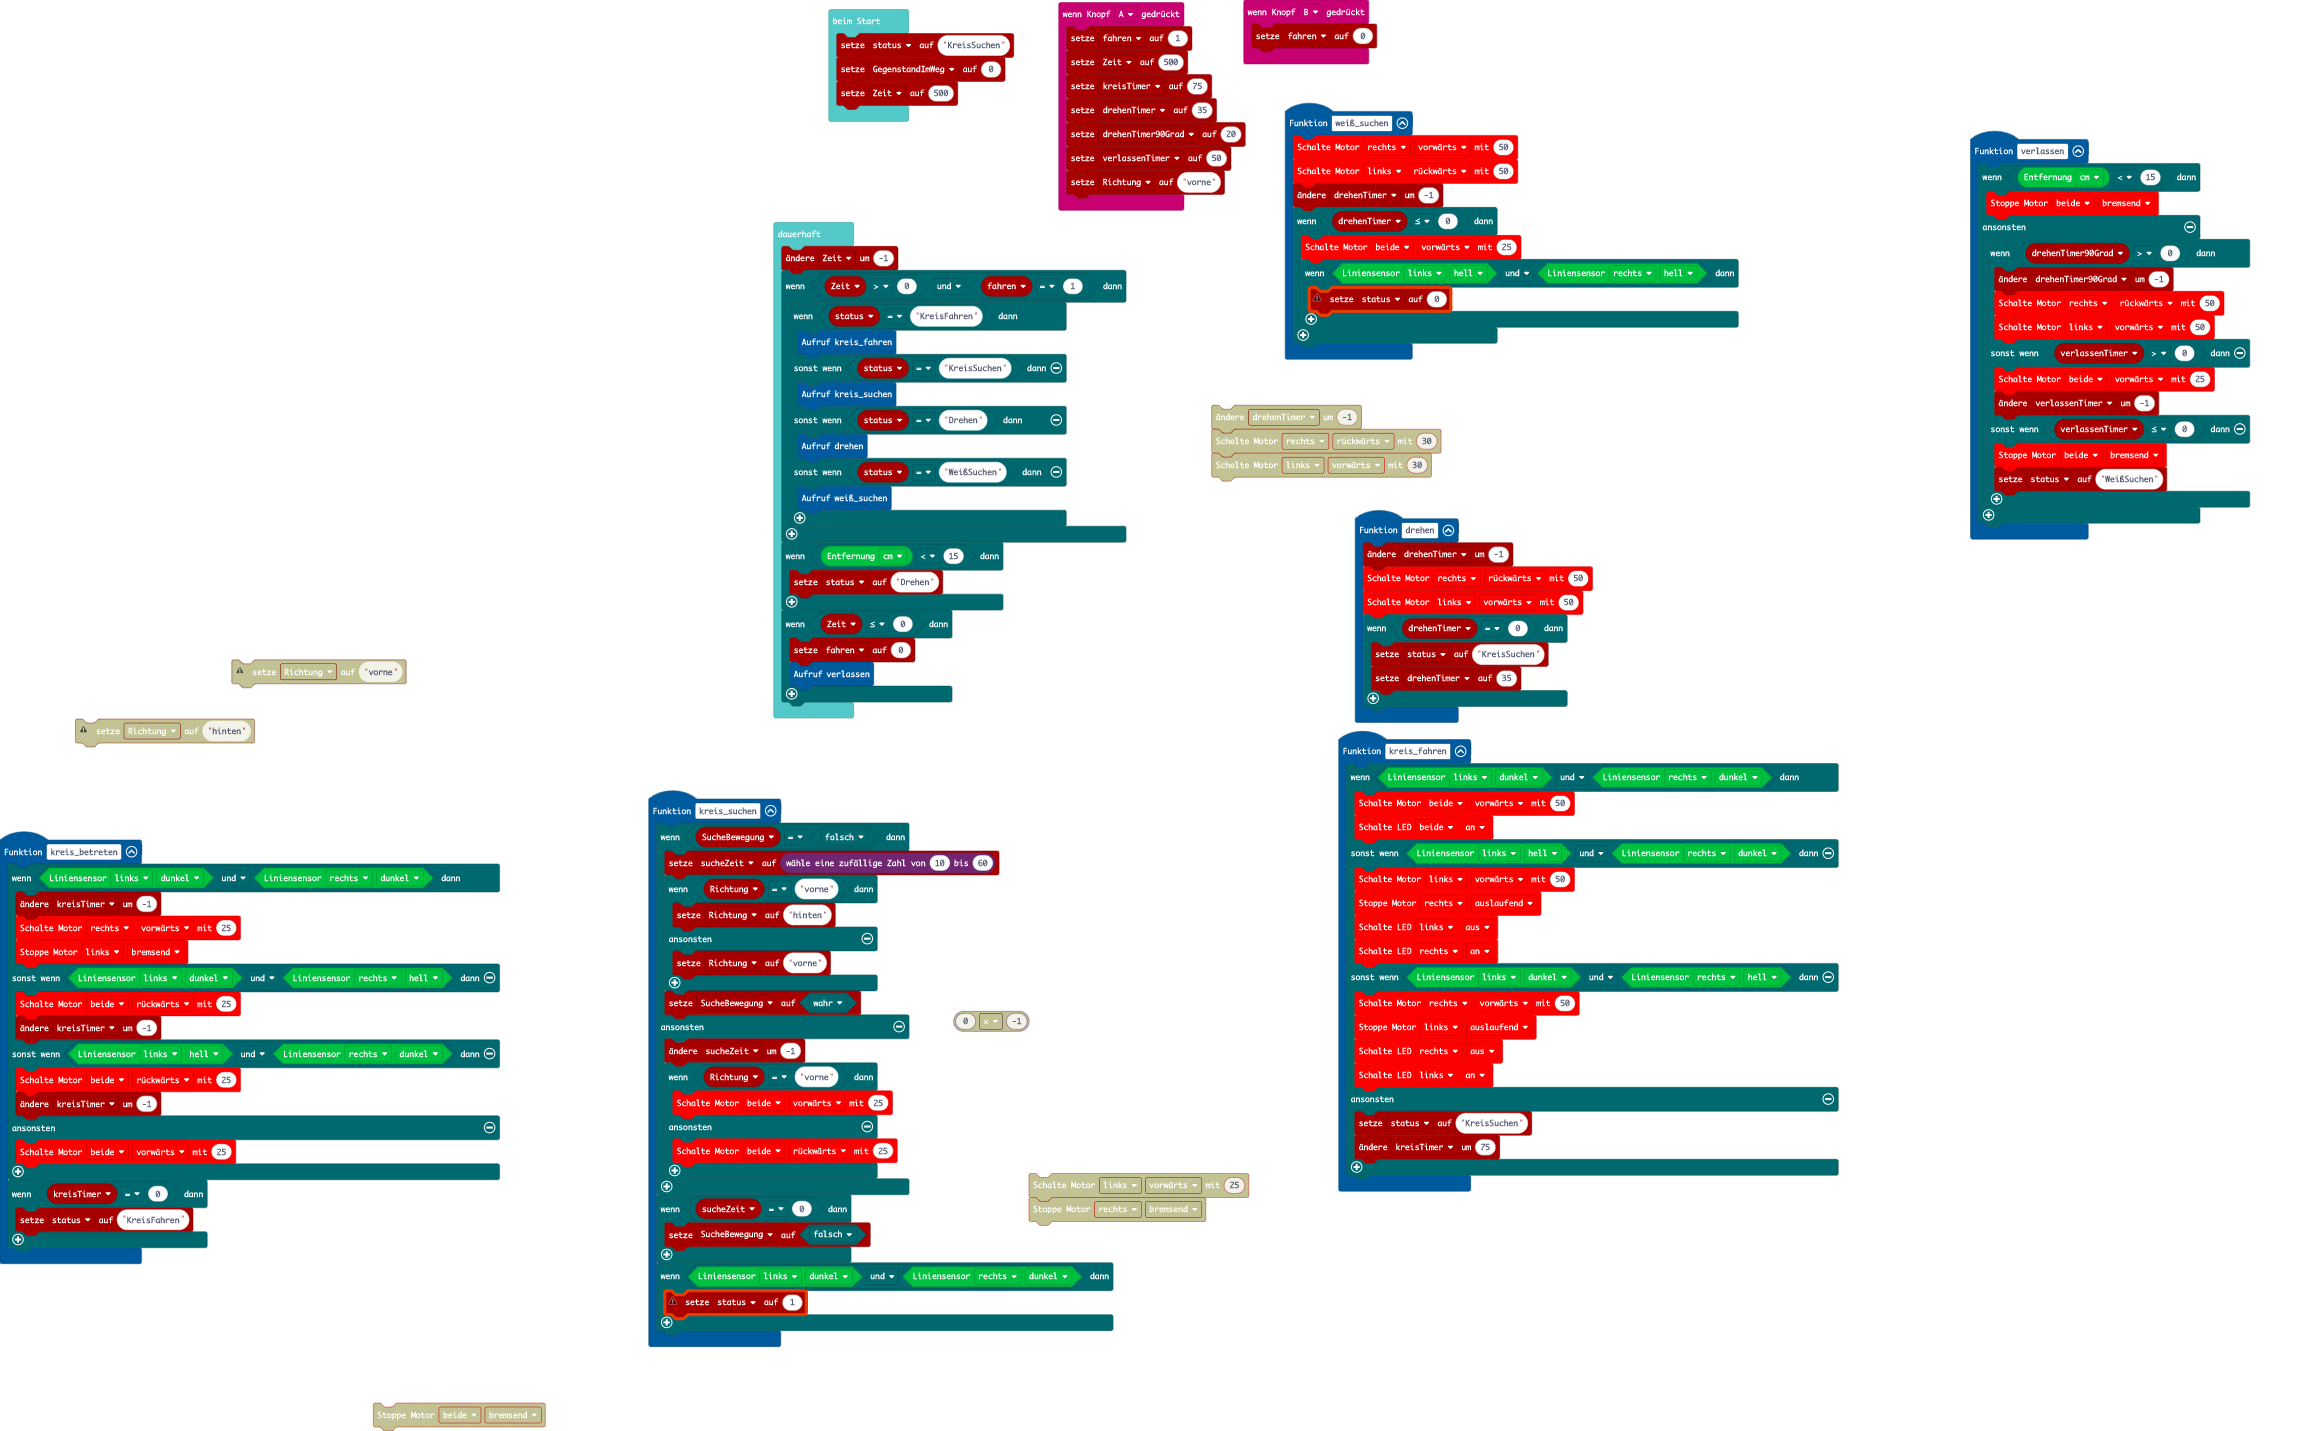 beim Start
setze status auf "KreisSuchen"
setze GegenstandImWeg auf 0
setze Zeit auf 500
wenn Knopf A gedrückt
setze fahren auf 1
setze Zeit auf 500
setze kreisTimer auf 75
setze drehenTimer auf 35
setze drehenTimer90Grad auf 20
setze verlassenTimer auf 50
setze Richtung auf "vorne"
wenn Knopf B gedrückt
setze fahren auf 0
Funktion weiß_suchen
Schalte Motor rechts vorwärts mit 50
Schalte Motor links rückwärts mit 50
ändere drehenTimer um -1
wenn drehenTimer ≤ 0 dann
Schalte Motor beide vorwärts mit 25
wenn Liniensensor links hell und Liniensensor rechts hell dann
setze status auf 0
Funktion verlassen
wenn Entfernung cm < 15 dann
Stoppe Motor beide bremsend
ansonsten
wenn drehenTimer90Grad > 0 dann
ändere drehenTimer90Grad um -1
Schalte Motor rechts rückwärts mit 50
Schalte Motor links vorwärts mit 50
sonst wenn verlassenTimer > 0 dann
Schalte Motor beide vorwärts mit 25
ändere verlassenTimer um -1
sonst wenn verlassenTimer ≤ 0 dann
Stoppe Motor beide bremsend
setze status auf "WeißSuchen"
dauerhaft
ändere Zeit um -1
wenn Zeit > 0 und fahren = 1 dann
wenn status = "KreisFahren" dann
Aufruf kreis_fahren
sonst wenn status = "KreisSuchen" dann
Aufruf kreis_suchen
sonst wenn status = "Drehen" dann
Aufruf drehen
sonst wenn status = "WeißSuchen" dann
Aufruf weiß_suchen
wenn Entfernung cm < 15 dann
setze status auf "Drehen"
wenn Zeit ≤ 0 dann
setze fahren auf 0
Aufruf verlassen
ändere drehenTimer um -1
Schalte Motor rechts rückwärts mit 30
Schalte Motor links vorwärts mit 30
Funktion drehen
ändere drehenTimer um -1
Schalte Motor rechts rückwärts mit 50
Schalte Motor links vorwärts mit 50
wenn drehenTimer = 0 dann
setze status auf "KreisSuchen"
setze drehenTimer auf 35
setze Richtung auf "vorne"
setze Richtung auf "hinten"
Funktion kreis_betreten
wenn Liniensensor links dunkel und Liniensensor rechts dunkel dann
ändere kreisTimer um -1
Schalte Motor rechts vorwärts mit 25
Stoppe Motor links bremsend
sonst wenn Liniensensor links dunkel und Liniensensor rechts hell dann
Schalte Motor beide rückwärts mit 25
ändere kreisTimer um -1
sonst wenn Liniensensor links hell und Liniensensor rechts dunkel dann
Schalte Motor beide rückwärts mit 25
ändere kreisTimer um -1
ansonsten
Schalte Motor beide vorwärts mit 25
wenn kreisTimer = 0 dann
setze status auf "KreisFahren"
Funktion kreis_suchen
wenn SucheBewegung = falsch dann
setze sucheZeit auf wähle eine zufällige Zahl von 10 bis 60
wenn Richtung = "vorne" dann
setze Richtung auf "hinten"
ansonsten
setze Richtung auf "vorne"
setze SucheBewegung auf wahr
ansonsten
ändere sucheZeit um -1
wenn Richtung = "vorne" dann
Schalte Motor beide vorwärts mit 25
ansonsten
Schalte Motor beide rückwärts mit 25
wenn sucheZeit = 0 dann
setze SucheBewegung auf falsch
wenn Liniensensor links dunkel und Liniensensor rechts dunkel dann
setze status auf 1
0 × -1
Schalte Motor links vorwärts mit 25
Stoppe Motor rechts bremsend
Funktion kreis_fahren
wenn Liniensensor links dunkel und Liniensensor rechts dunkel dann
Schalte Motor beide vorwärts mit 50
Schalte LED beide an
sonst wenn Liniensensor links hell und Liniensensor rechts dunkel dann
Schalte Motor links vorwärts mit 50
Stoppe Motor rechts auslaufend
Schalte LED links aus
Schalte LED rechts an
sonst wenn Liniensensor links dunkel und Liniensensor rechts hell dann
Schalte Motor rechts vorwärts mit 50
Stoppe Motor links auslaufend
Schalte LED rechts aus
Schalte LED links an
ansonsten
setze status auf "KreisSuchen"
ändere kreisTimer um 75
Stoppe Motor beide bremsend